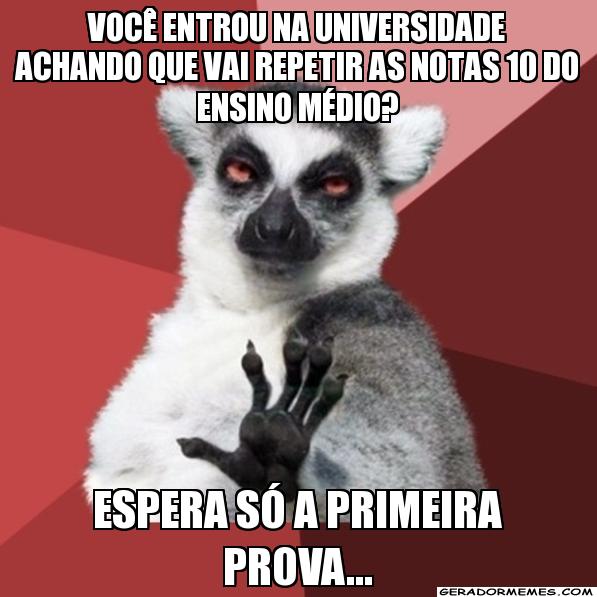 VOCÊ ENTROU NA UNIVERSIDADE
ACHANDO QUE VAI REPETIR AS NOTAS 10 DO
ENSINO MÉDIO?
ESPERA SÓ A PRIMEIRA
PROVA...
GERADORMEMES.COM